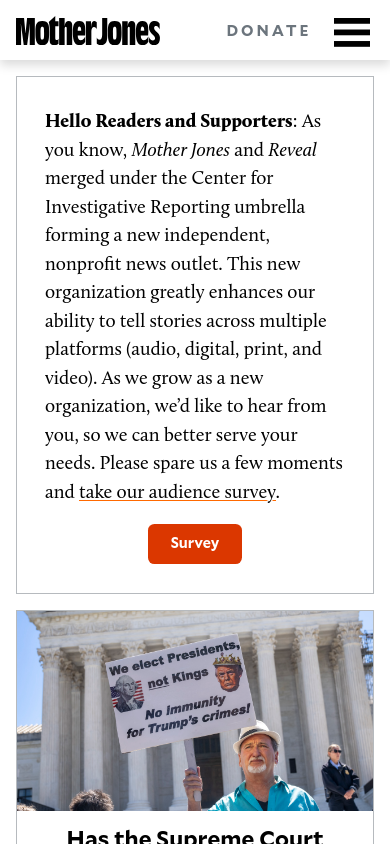 Mother Jones
DONATE
Hello Readers and Supporters: As
you know, Mother Jones and Reveal
merged under the Center for
Investigative Reporting umbrella
forming a new independent,
nonprofit news outlet. This new
organization greatly enhances our
ability to tell stories across multiple
platforms (audio, digital, print, and
video). As we grow as a new
organization, we’d like to hear from
you, so we can better serve your
needs. Please spare us a few moments
and take our audience survey.
Survey
We elect Presidents,
not Kings
No Immunity
for Trump's crimes!
Has the Supreme Court